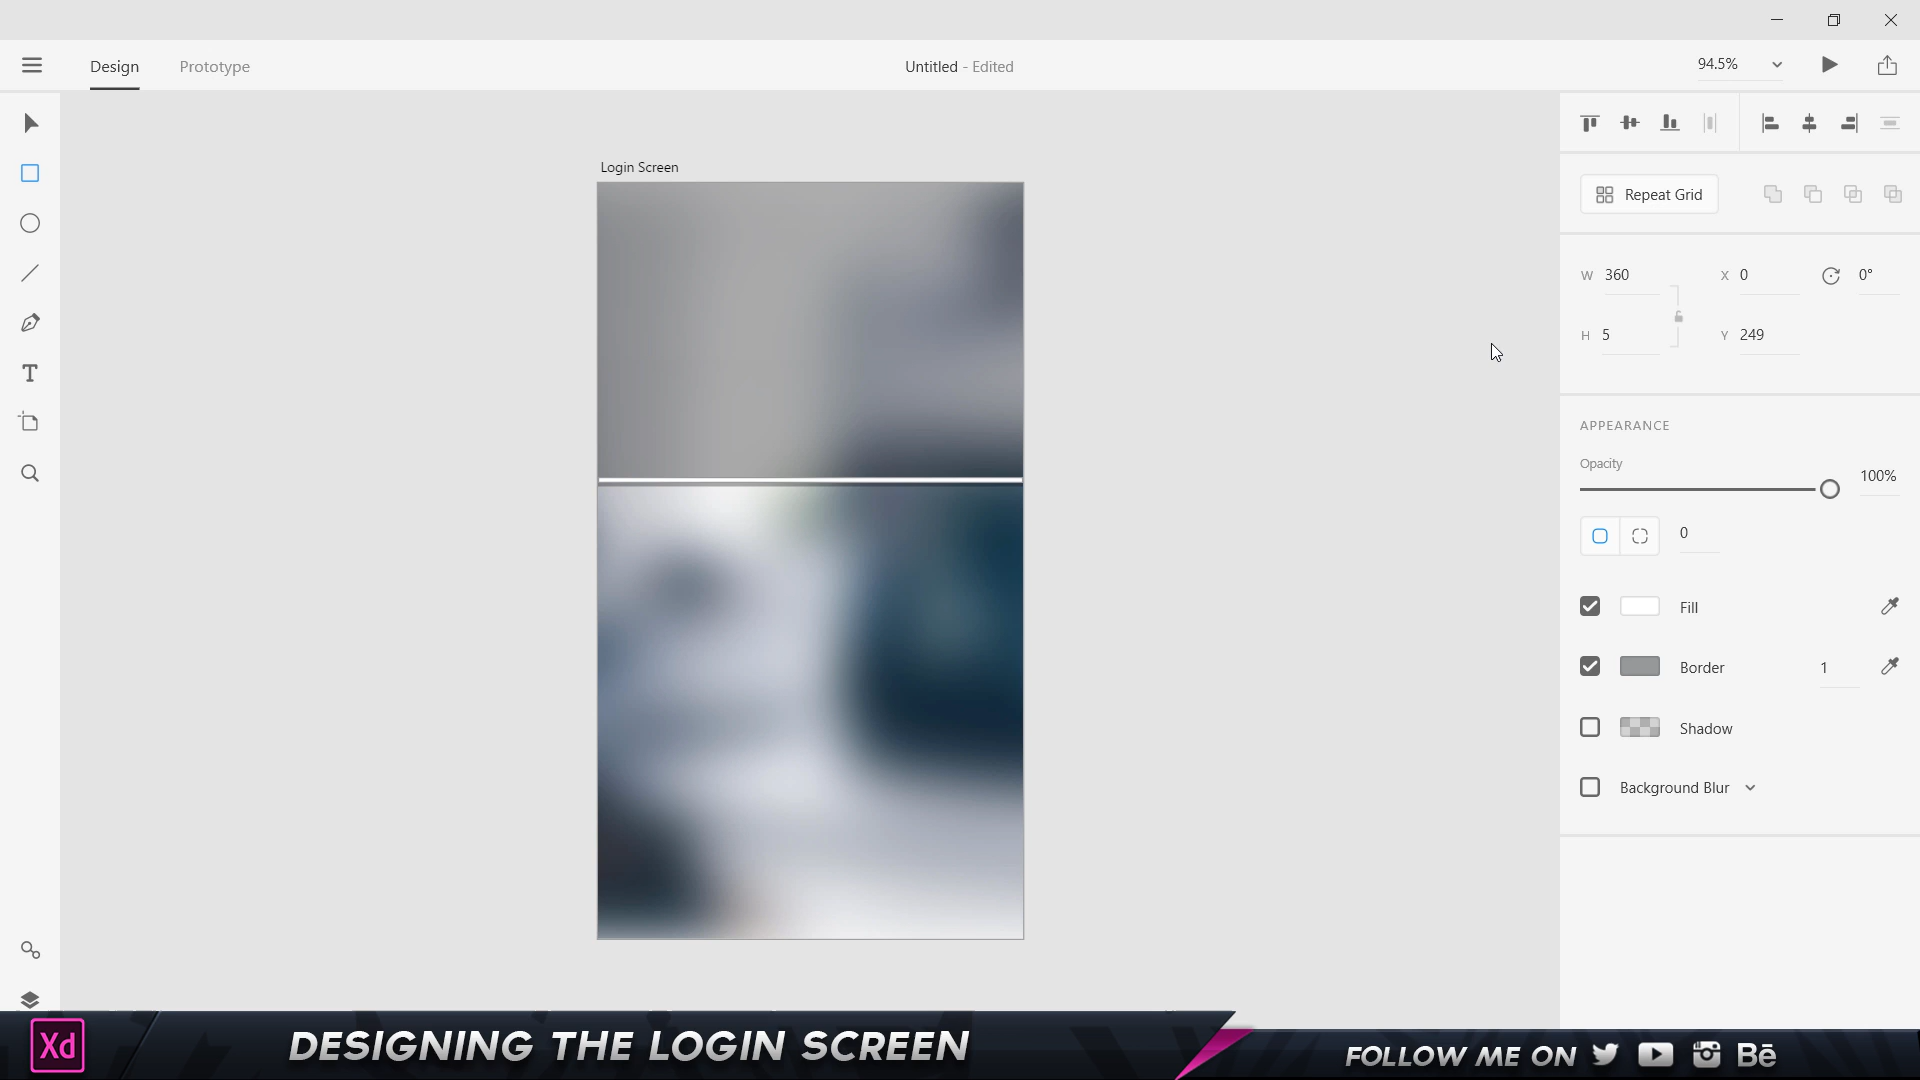 Design
Prototype
Untitled - Edited
94.5%
Login Screen
Repeat Grid
W 360
X 0
0°
H 5
Y 249
APPEARANCE
Opacity
100%
0
Fill
Border
1
Shadow
Background Blur
Xd
DESIGNING THE LOGIN SCREEN
FOLLOW ME ON
Bē